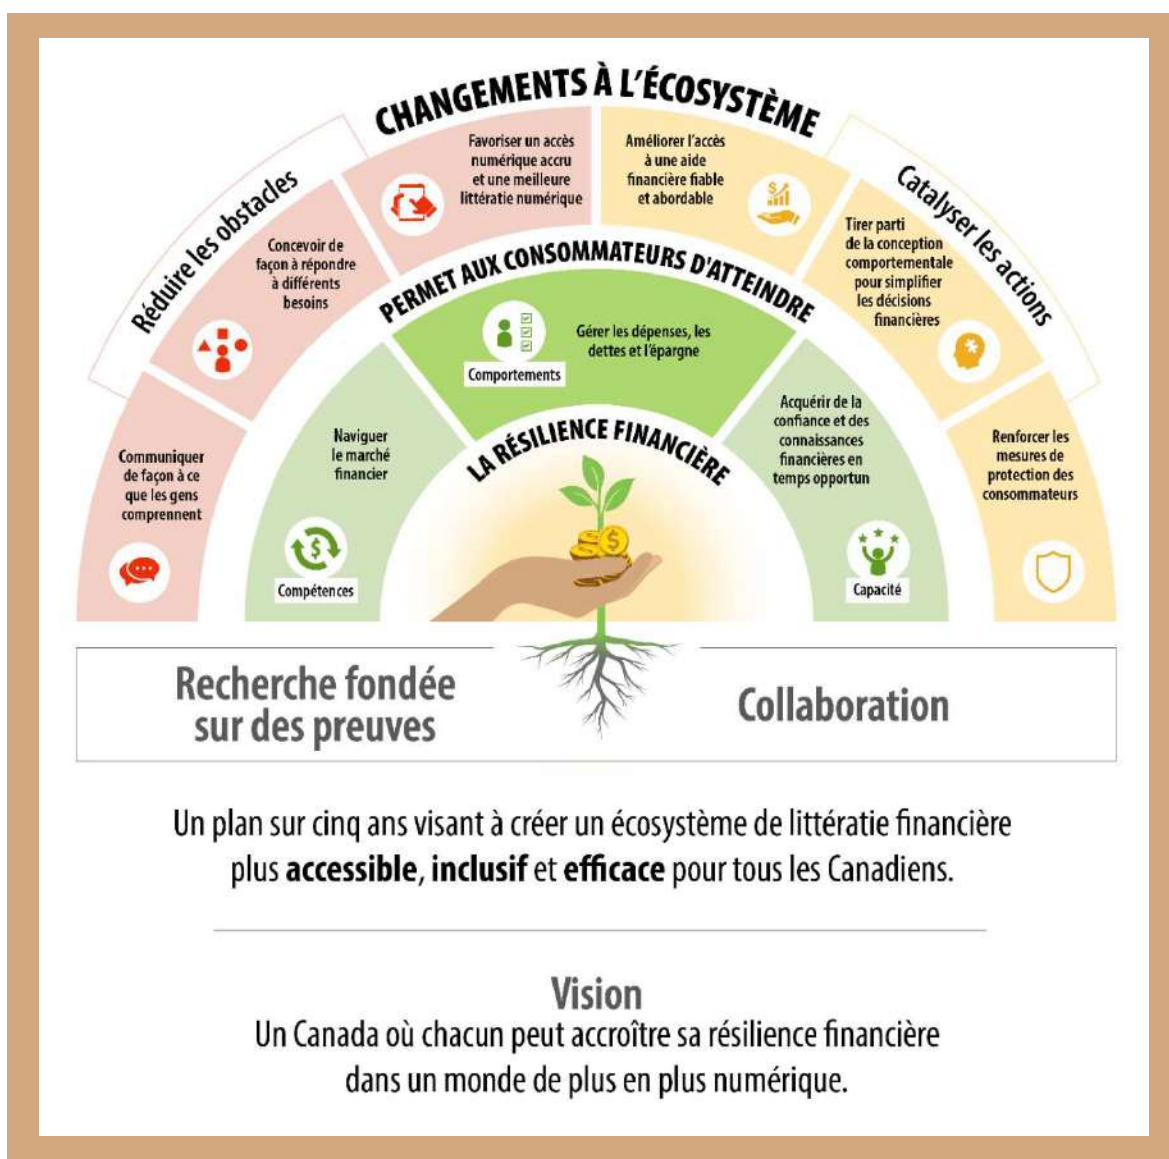 CHANGEMENTS À L'ÉCOSYSTÈME
Réduire les obstacles
Catalyser les actions
Communiquer
de façon à ce
que les gens
comprennent
Concevoir de
façon à répondre
à différents
besoins
Favoriser un accès
numérique accru
et une meilleure
littératie numérique
Améliorer l'accès
à une aide
financière fiable
et abordable
Tirer parti
de la conception
comportementale
pour simplifier
les décisions
financières
Renforcer les
mesures de
protection des
consommateurs
PERMET AUX CONSOMMATEURS D'ATTEINDRE
Naviguer
le marché
financier
$
Compétences
Gérer les dépenses, les
dettes et l'épargne
Comportements
Acquérir de la
confiance et des
connaissances
financières en
temps opportun
Capacité
LA RÉSILIENCE FINANCIÈRE
$
Recherche fondée
sur des preuves
Collaboration
Un plan sur cinq ans visant à créer un écosystème de littératie financière
plus accessible, inclusif et efficace pour tous les Canadiens.
Vision
Un Canada où chacun peut accroître sa résilience financière
dans un monde de plus en plus numérique.